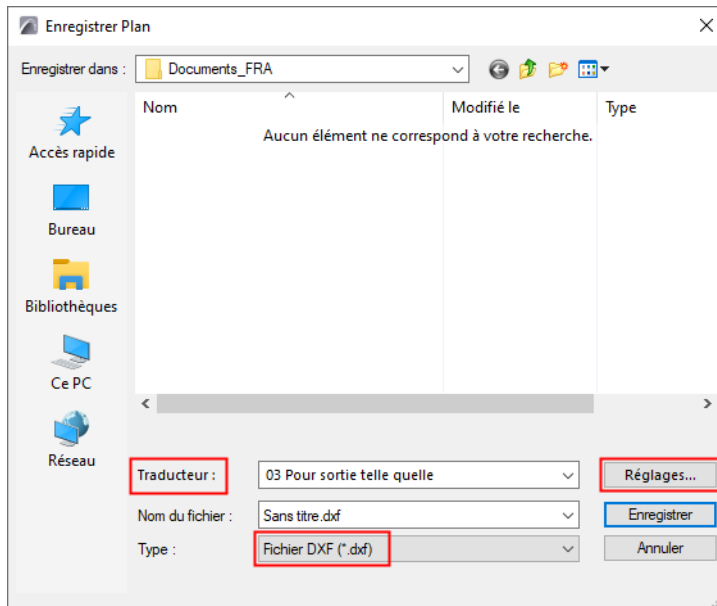 Enregistrer Plan
Enregistrer dans :
Documents_FRA
Nom
Modifié le
Type
Aucun élément ne correspond à votre recherche.
Accès rapide
Bureau
Bibliothèques
Ce PC
Réseau
Traducteur :
03 Pour sortie telle quelle
Réglages...
Nom du fichier :
Sans titre.dxf
Enregistrer
Type :
Fichier DXF (*.dxf)
Annuler